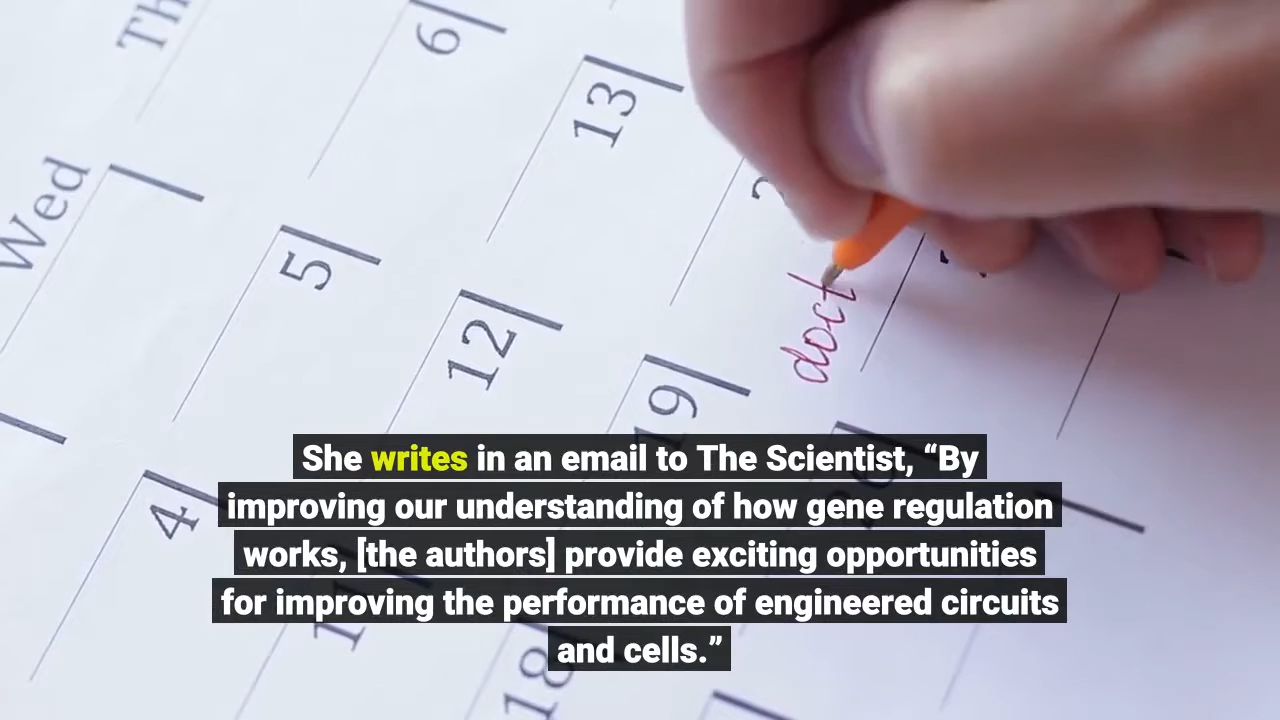 Th
6
13
Wed
5
12
19
doct
4
11
18
She writes in an email to The Scientist, “By
improving our understanding of how gene regulation
works, [the authors] provide exciting opportunities
for improving the performance of engineered circuits
and cells.”